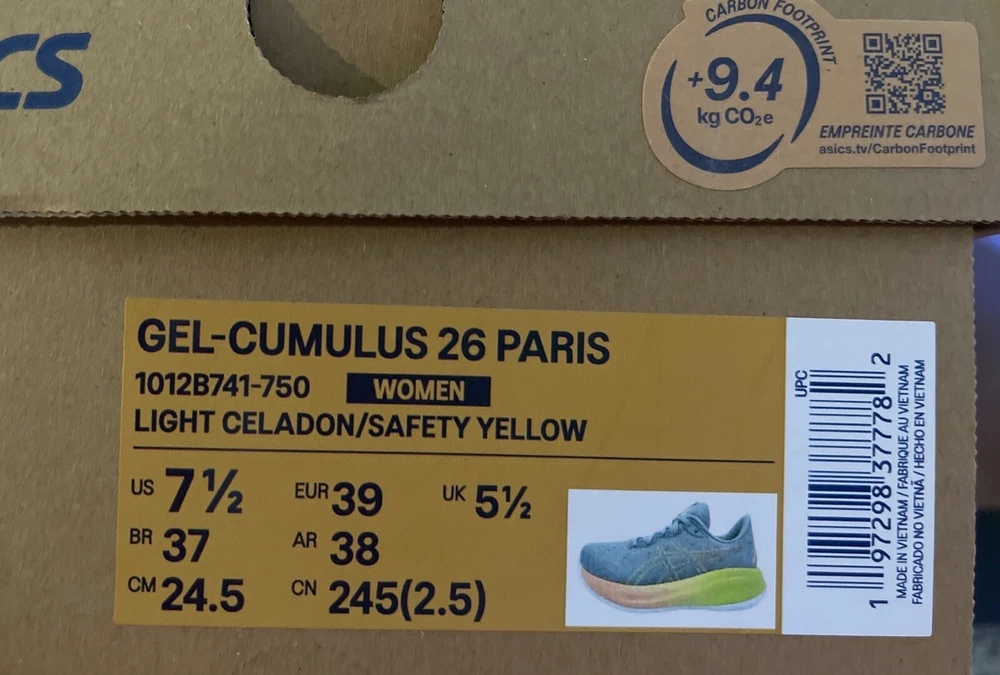 CARBON FOOTPRINT
+9.4
kg CO₂e
EMPREINTE CARBONE
asics.tv/CarbonFootprint
GEL-CUMULUS 26 PARIS
1012B741-750 WOMEN
LIGHT CELADON/SAFETY YELLOW
US 7½ EUR 39 UK 5½
BR 37 AR 38
CM 24.5 CN 245(2.5)
UPC
1 97298 37778 2
MADE IN VIETNAM / FABRIQUE AU VIETNAM
FABRICADO NO VIETNÃ / HECHO EN VIETNAM